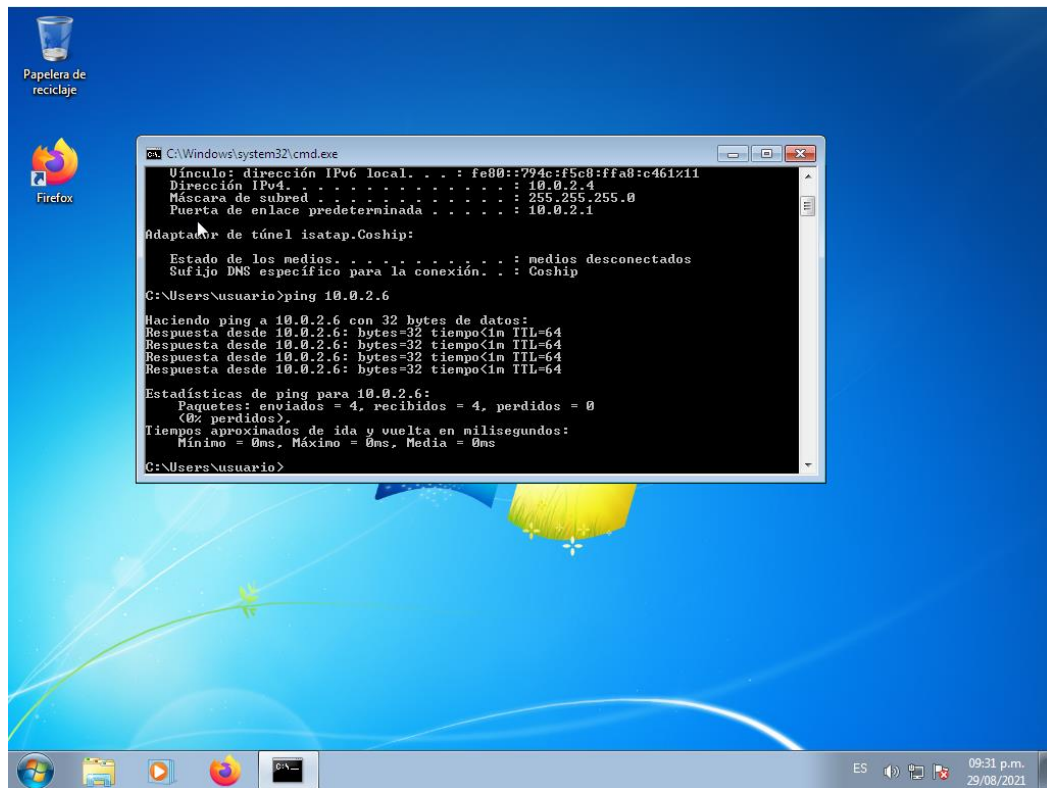 Papelera de
reciclaje
Firefox
C:\Windows\system32\cmd.exe
Vínculo: dirección IPv6 local. . . : fe80::794c:f5c8:ffa8:c461%11
Dirección IPv4. . . . . . . . . . . . . . : 10.0.2.4
Máscara de subred . . . . . . . . . . . . : 255.255.255.0
Puerta de enlace predeterminada . . . . . : 10.0.2.1
Adaptador de túnel isatap.Coship:
Estado de los medios. . . . . . . . . . . : medios desconectados
Sufijo DNS específico para la conexión. . : Coship
C:\Users\usuario>ping 10.0.2.6
Haciendo ping a 10.0.2.6 con 32 bytes de datos:
Respuesta desde 10.0.2.6: bytes=32 tiempo<1m TTL=64
Respuesta desde 10.0.2.6: bytes=32 tiempo<1m TTL=64
Respuesta desde 10.0.2.6: bytes=32 tiempo<1m TTL=64
Respuesta desde 10.0.2.6: bytes=32 tiempo<1m TTL=64
Estadísticas de ping para 10.0.2.6:
Paquetes: enviados = 4, recibidos = 4, perdidos = 0
(0% perdidos),
Tiempos aproximados de ida y vuelta en milisegundos:
Mínimo = 0ms, Máximo = 0ms, Media = 0ms
C:\Users\usuario>
ES
09:31 p.m.
29/08/2021